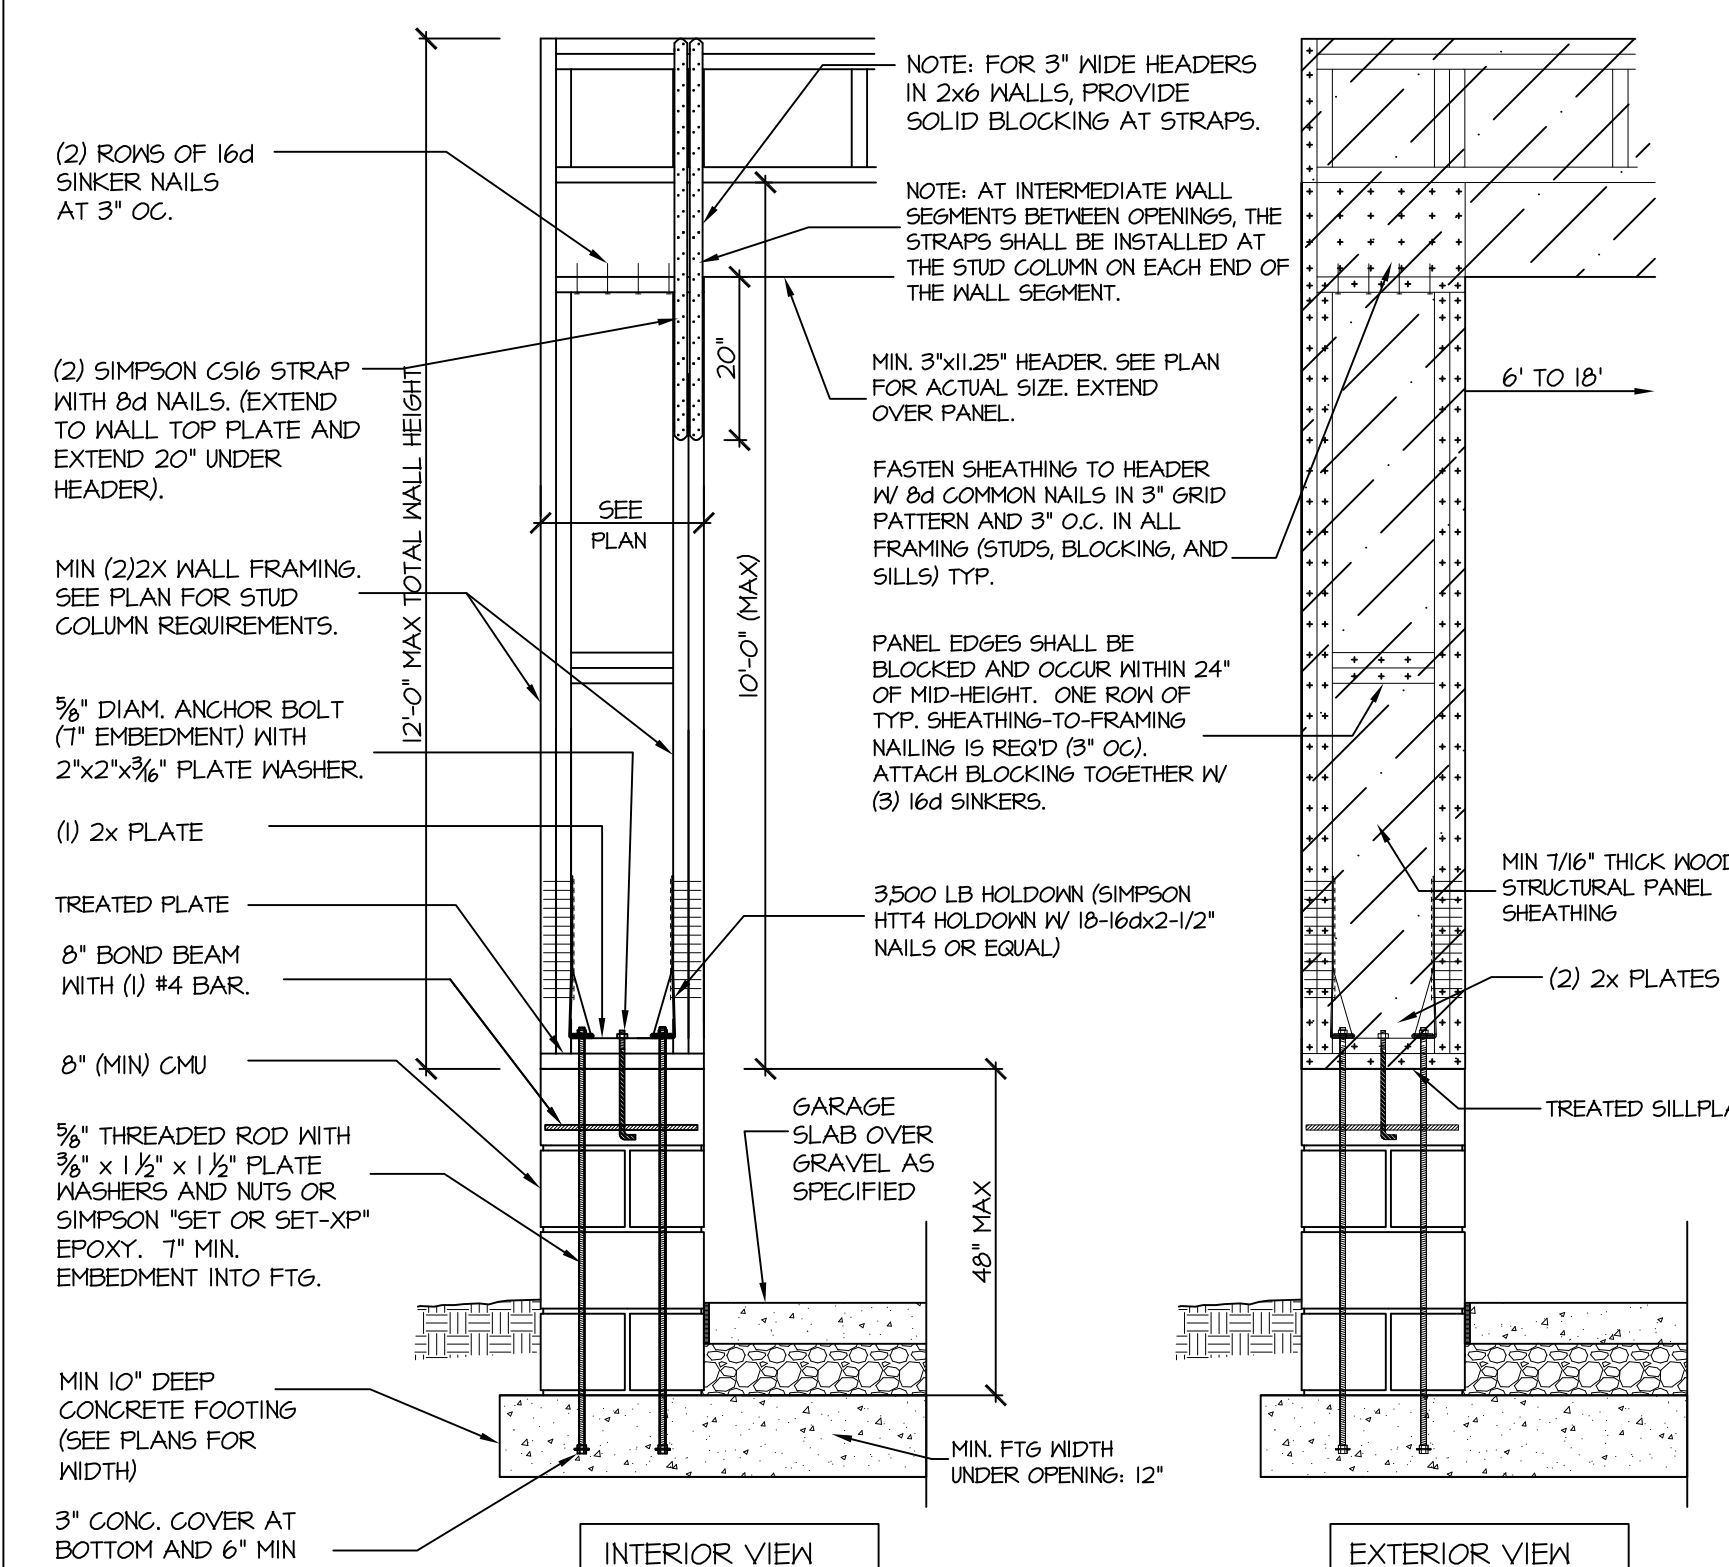 (2) ROWS OF 16d
SINKER NAILS
AT 3" OC.
(2) SIMPSON CS16 STRAP
WITH 8d NAILS. (EXTEND
TO WALL TOP PLATE AND
EXTEND 20" UNDER
HEADER).
MIN (2)2X WALL FRAMING.
SEE PLAN FOR STUD
COLUMN REQUIREMENTS.
5/8" DIAM. ANCHOR BOLT
(7" EMBEDMENT) WITH
2"x2"x3/16" PLATE WASHER.
(1) 2x PLATE
TREATED PLATE
8" BOND BEAM
WITH (1) #4 BAR.
8" (MIN) CMU
5/8" THREADED ROD WITH
3/8" x 1 1/2" x 1 1/2" PLATE
WASHERS AND NUTS OR
SIMPSON "SET OR SET-XP"
EPOXY. 7" MIN.
EMBEDMENT INTO FTG.
MIN 10" DEEP
CONCRETE FOOTING
(SEE PLANS FOR
WIDTH)
3" CONC. COVER AT
BOTTOM AND 6" MIN
12'-0" MAX TOTAL WALL HEIGHT
SEE
PLAN
20"
10'-0" (MAX)
NOTE: FOR 3" WIDE HEADERS
IN 2x6 WALLS, PROVIDE
SOLID BLOCKING AT STRAPS.
NOTE: AT INTERMEDIATE WALL
SEGMENTS BETWEEN OPENINGS, THE
STRAPS SHALL BE INSTALLED AT
THE STUD COLUMN ON EACH END OF
THE WALL SEGMENT.
MIN. 3"x11.25" HEADER. SEE PLAN
FOR ACTUAL SIZE. EXTEND
OVER PANEL.
FASTEN SHEATHING TO HEADER
W/ 8d COMMON NAILS IN 3" GRID
PATTERN AND 3" O.C. IN ALL
FRAMING (STUDS, BLOCKING, AND
SILLS) TYP.
PANEL EDGES SHALL BE
BLOCKED AND OCCUR WITHIN 24"
OF MID-HEIGHT. ONE ROW OF
TYP. SHEATHING-TO-FRAMING
NAILING IS REQ'D (3" OC).
ATTACH BLOCKING TOGETHER W/
(3) 16d SINKERS.
3,500 LB HOLDOWN (SIMPSON
HTT4 HOLDOWN W/ 18-16dx2-1/2"
NAILS OR EQUAL)
GARAGE
SLAB OVER
GRAVEL AS
SPECIFIED
48" MAX
MIN. FTG WIDTH
UNDER OPENING: 12"
INTERIOR VIEW
6' TO 18'
MIN 7/16" THICK WOOD
STRUCTURAL PANEL
SHEATHING
(2) 2x PLATES
TREATED SILLPLA
EXTERIOR VIEW